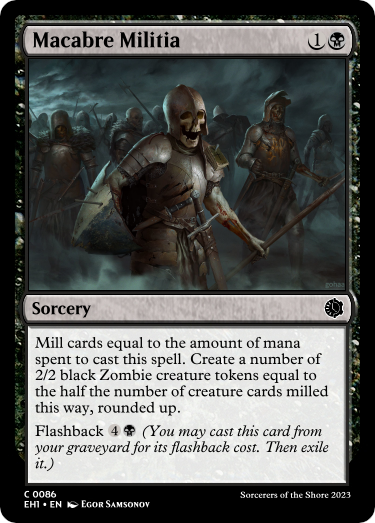 Macabre Militia 1
Sorcery
Mill cards equal to the amount of mana
spent to cast this spell. Create a number of
2/2 black Zombie creature tokens equal to
the half the number of creature cards milled
this way, rounded up.
Flashback 4 (You may cast this card from
your graveyard for its flashback cost. Then exile
it.)
C 0086
EH1 • EN Egor Samsonov
Sorcerers of the Shore 2023